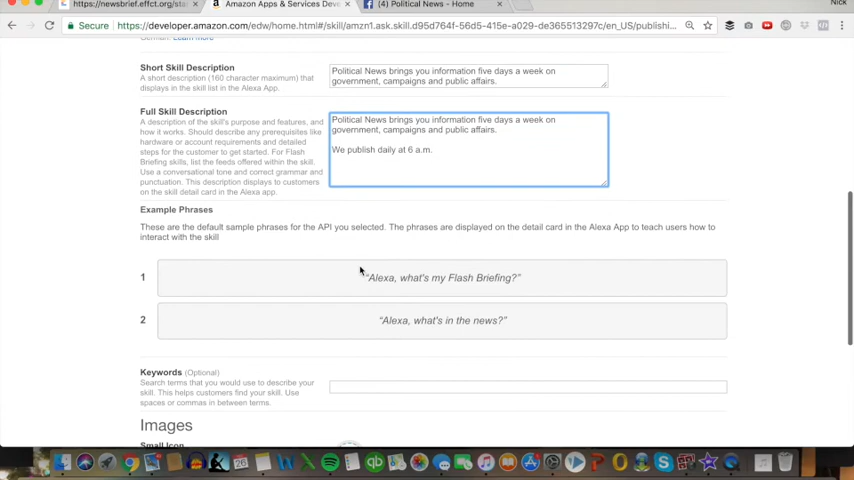 Nick
https://newsbrief.effct.org/sta
Amazon Apps & Services Dev
(4) Political News - Home
Secure https://developer.amazon.com/edw/home.html#/skill/amzn1.ask.skill.d95d764f-56d5-415e-a029-de365513297c/en_US/publishi...
German. Learn more
Short Skill Description
A short description (160 character maximum) that
displays in the skill list in the Alexa App.
Political News brings you information five days a week on
government, campaigns and public affairs.
Full Skill Description
A description of the skill's purpose and features, and
how it works. Should describe any prerequisites like
hardware or account requirements and detailed
steps for the customer to get started. For Flash
Briefing skills, list the feeds offered within the skill.
Use a conversational tone and correct grammar and
punctuation. This description displays to customers
on the skill detail card in the Alexa app.
Political News brings you information five days a week on
government, campaigns and public affairs.
We publish daily at 6 a.m.
Example Phrases
These are the default sample phrases for the API you selected. The phrases are displayed on the detail card in the Alexa App to teach users how to
interact with the skill
1 “Alexa, what's my Flash Briefing?”
2 “Alexa, what's in the news?”
Keywords (Optional)
Search terms that you would use to describe your
skill. This helps customers find your skill. Use
spaces or commas in between terms.
Images
Small Icon